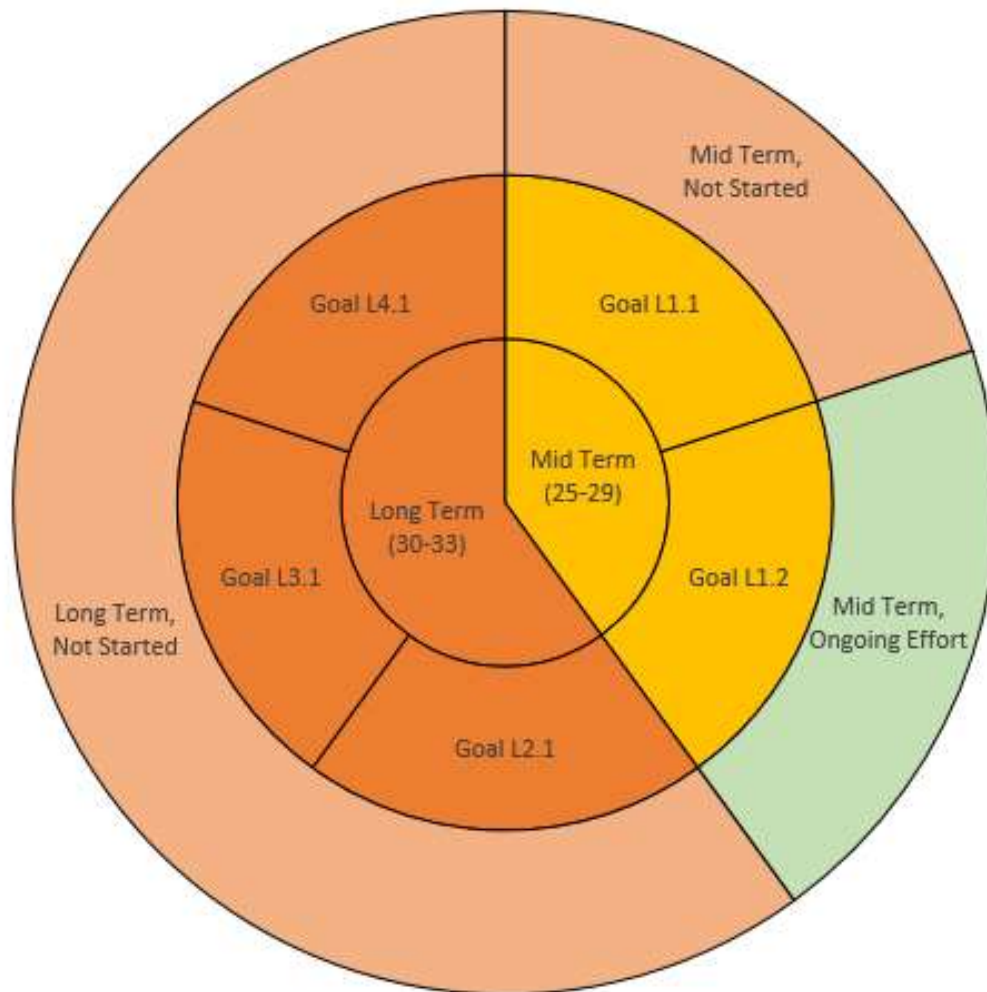 Mid Term,
Not Started
Goal L4.1
Goal L1.1
Mid Term
(25-29)
Long Term
(30-33)
Goal L3.1
Goal L1.2
Long Term,
Not Started
Mid Term,
Ongoing Effort
Goal L2.1